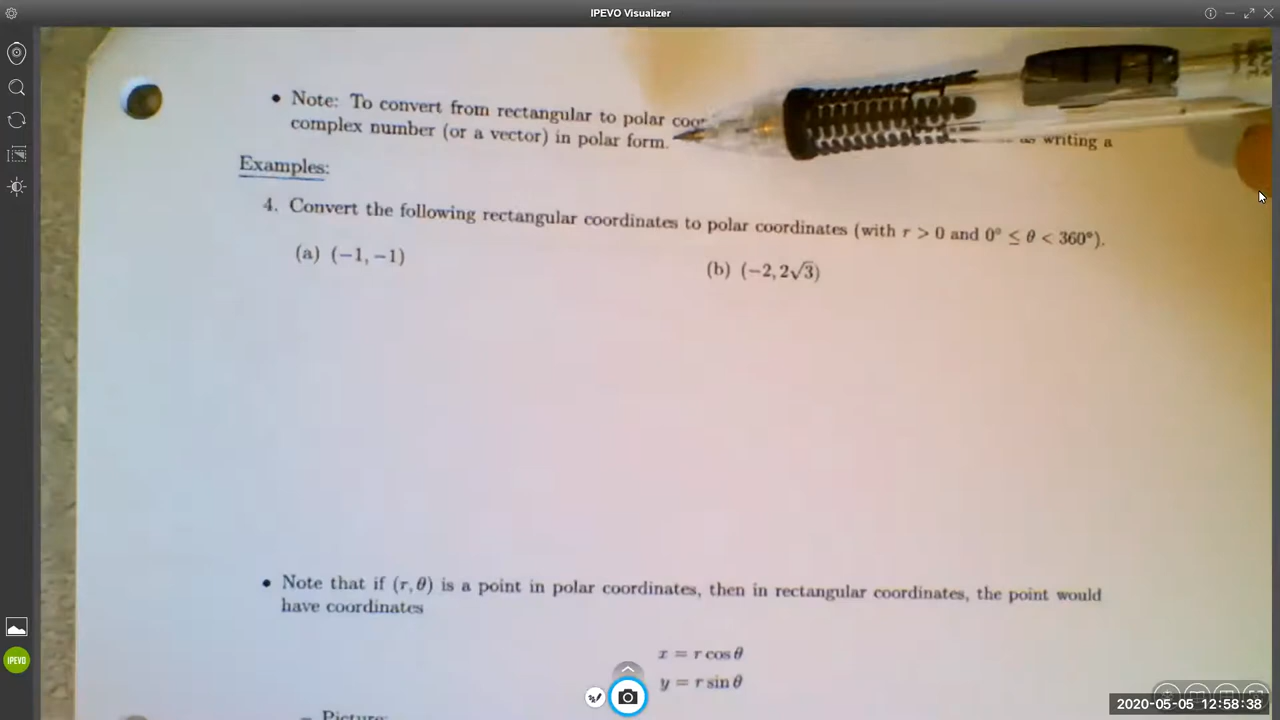 IPEVO Visualizer
• Note: To convert from rectangular to polar writing a
complex number (or a vector) in polar form.
Examples:
4. Convert the following rectangular coordinates to polar coordinates (with r > 0 and 0° ≤ θ < 360°).
(a) (−1, −1)
(b) (−2, 2√3)
• Note that if (r, θ) is a point in polar coordinates, then in rectangular coordinates, the point would
have coordinates
x = r cos θ
y = r sin θ
Picture:
IPEVO
2020-05-05 12:58:38